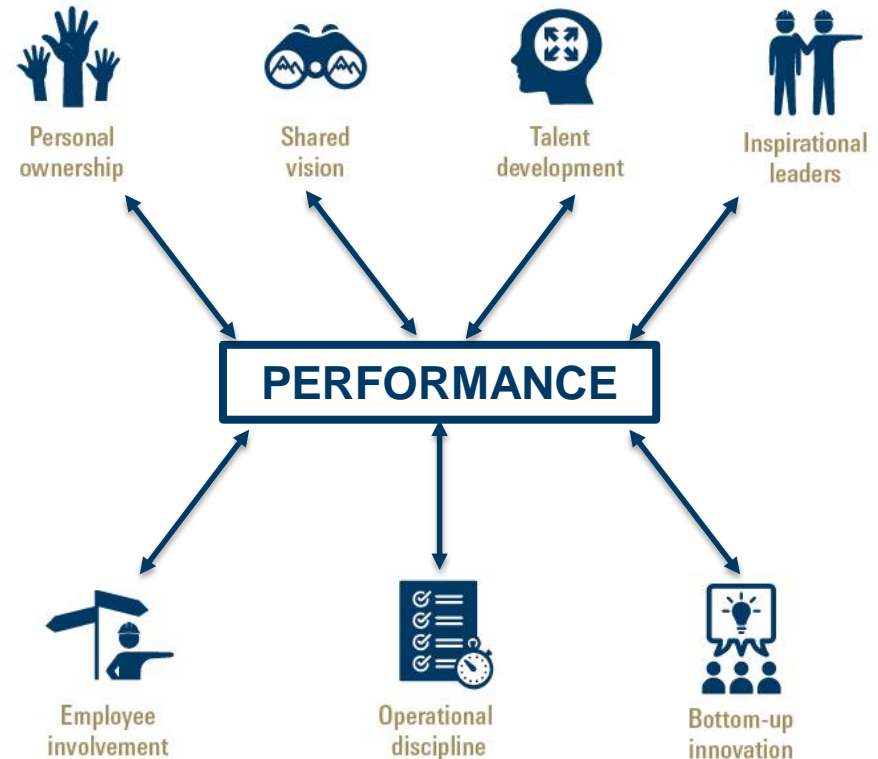 Personal
ownership
Shared
vision
Talent
development
Inspirational
leaders
PERFORMANCE
Employee
involvement
Operational
discipline
Bottom-up
innovation